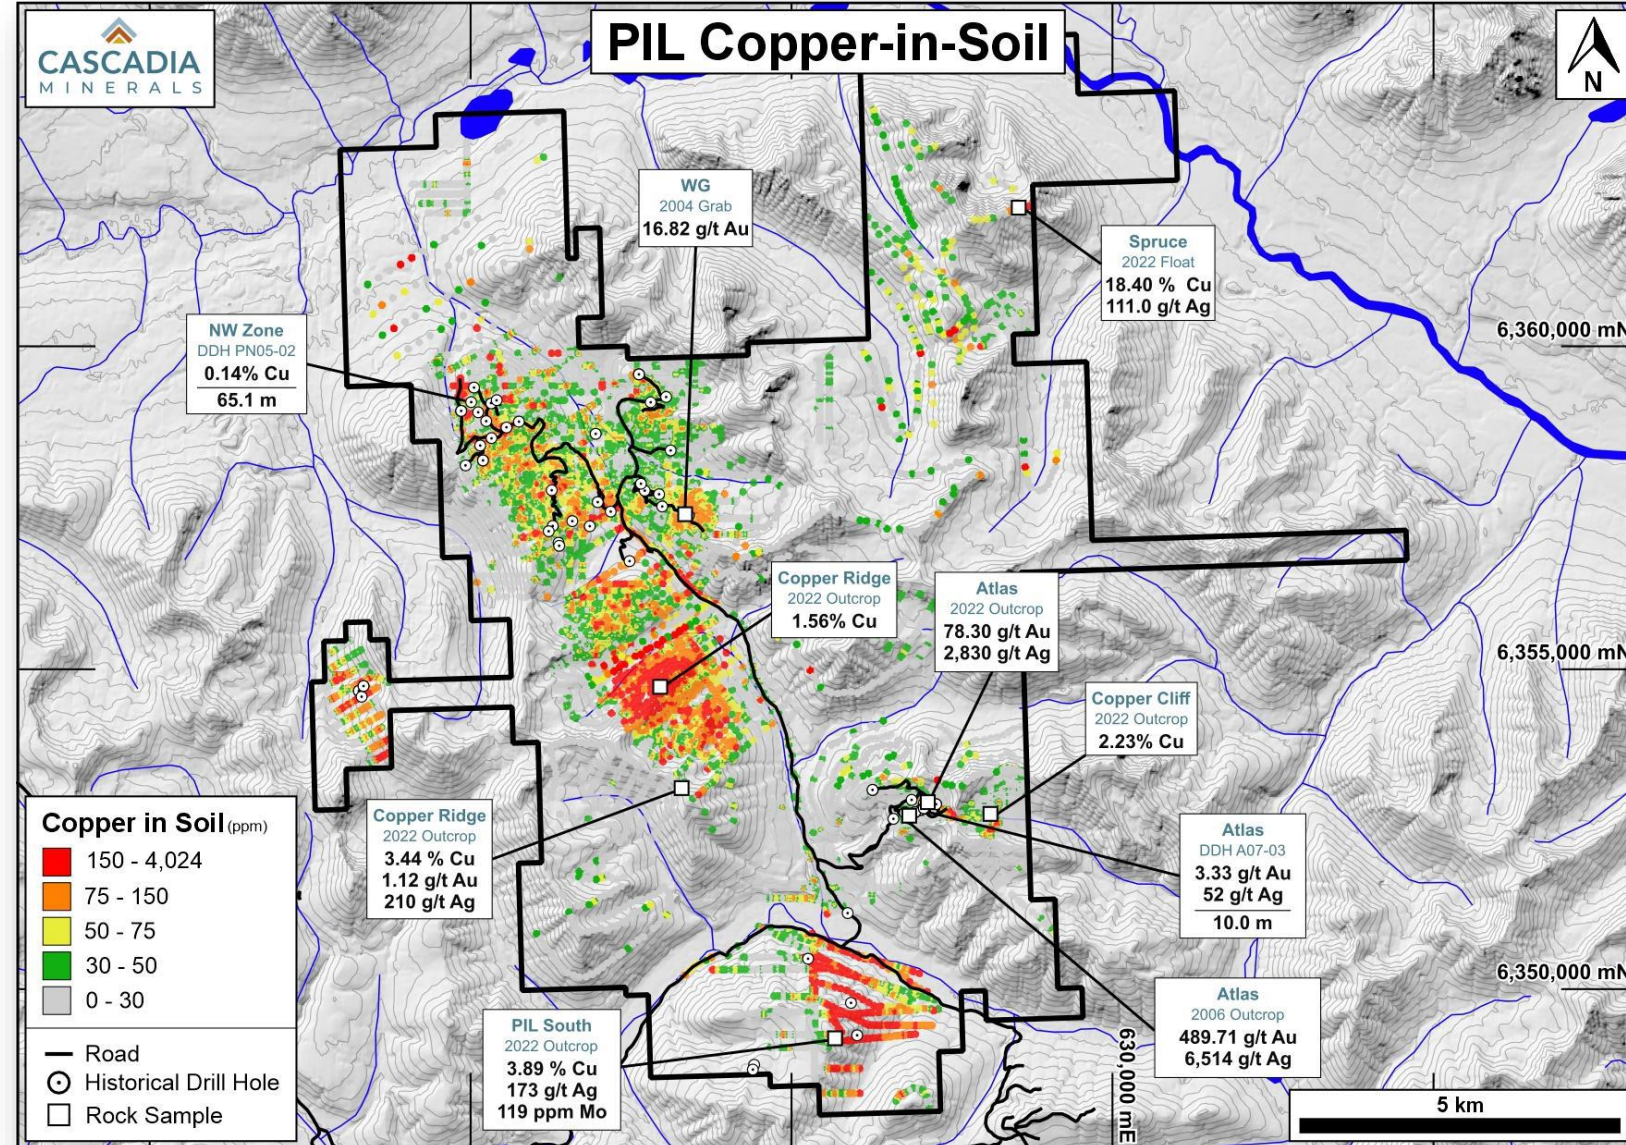 CASCADIA
MINERALS
PIL Copper-in-Soil
N
WG
2004 Grab
16.82 g/t Au
Spruce
2022 Float
18.40 % Cu
111.0 g/t Ag
NW Zone
DDH PN05-02
0.14% Cu
65.1 m
6,360,000 mN
Copper Ridge
2022 Outcrop
1.56% Cu
Atlas
2022 Outcrop
78.30 g/t Au
2,830 g/t Ag
6,355,000 mN
Copper Cliff
2022 Outcrop
2.23% Cu
Copper Ridge
2022 Outcrop
3.44 % Cu
1.12 g/t Au
210 g/t Ag
Atlas
DDH A07-03
3.33 g/t Au
52 g/t Ag
10.0 m
6,350,000 mN
Atlas
2006 Outcrop
489.71 g/t Au
6,514 g/t Ag
PIL South
2022 Outcrop
3.89 % Cu
173 g/t Ag
119 ppm Mo
630,000 mE
Copper in Soil (ppm)
150 - 4,024
75 - 150
50 - 75
30 - 50
0 - 30
Road
Historical Drill Hole
Rock Sample
5 km